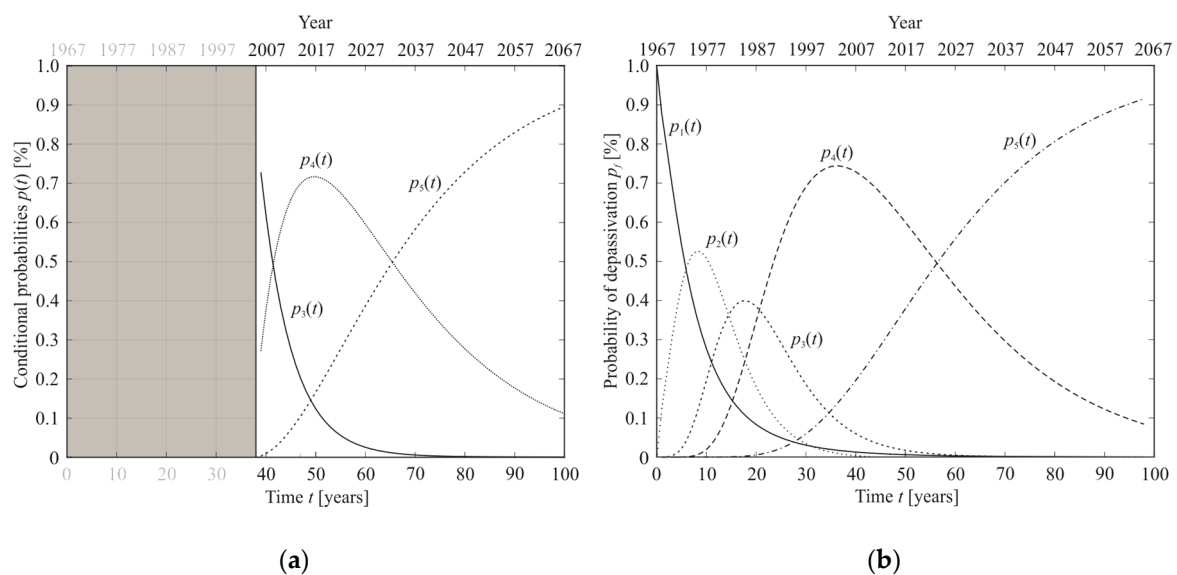 Year
1967 1977 1987 1997 2007 2017 2027 2037 2047 2057 2067
1.0
0.9
0.8
0.7
0.6
0.5
0.4
0.3
0.2
0.1
0
Conditional probabilities p(t) [%]
p4(t)
p5(t)
p3(t)
0 10 20 30 40 50 60 70 80 90 100
Time t [years]
(a)
Year
1967 1977 1987 1997 2007 2017 2027 2037 2047 2057 2067
1.0
0.9
0.8
0.7
0.6
0.5
0.4
0.3
0.2
0.1
0
Probability of depassivation pf [%]
p1(t)
p2(t)
p4(t)
p3(t)
p5(t)
0 10 20 30 40 50 60 70 80 90 100
Time t [years]
(b)